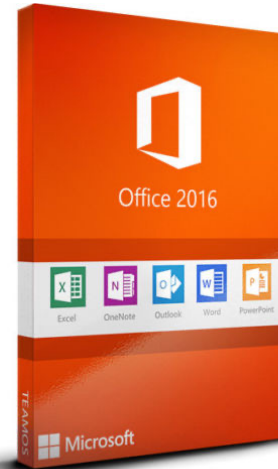 Office 2016
X
N
O
W
P
Excel
OneNote
Outlook
Word
PowerPoint
TEAMOS
Microsoft